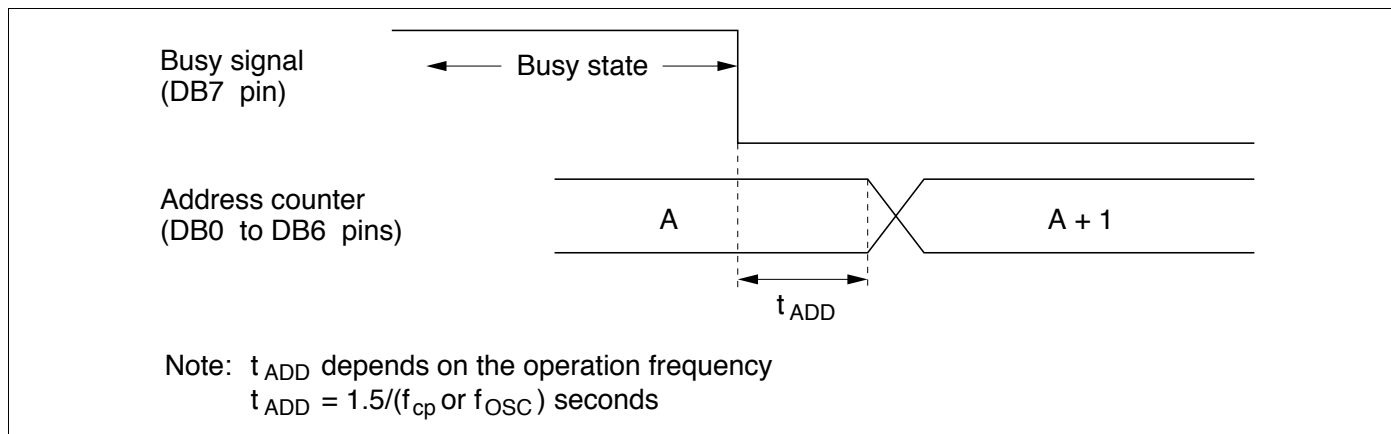 Busy signal
(DB7 pin)
Busy state
Address counter
(DB0 to DB6 pins)
A
A + 1
t ADD
Note: t ADD depends on the operation frequency
t ADD = 1.5/(f cp or f OSC ) seconds